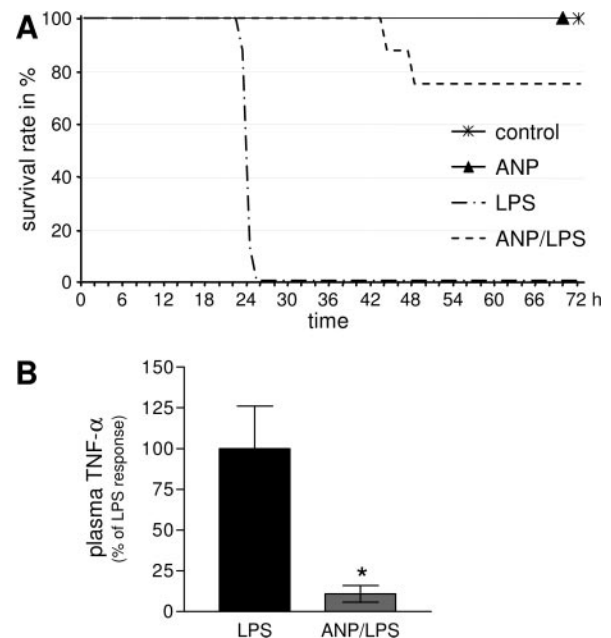 A
survival rate in %
100
80
60
40
20
0
control
ANP
LPS
ANP/LPS
0 6 12 18 24 30 36 42 48 54 60 66 72 h
time
B
plasma TNF-α
(% of LPS response)
150
125
100
75
50
25
0
*
LPS ANP/LPS